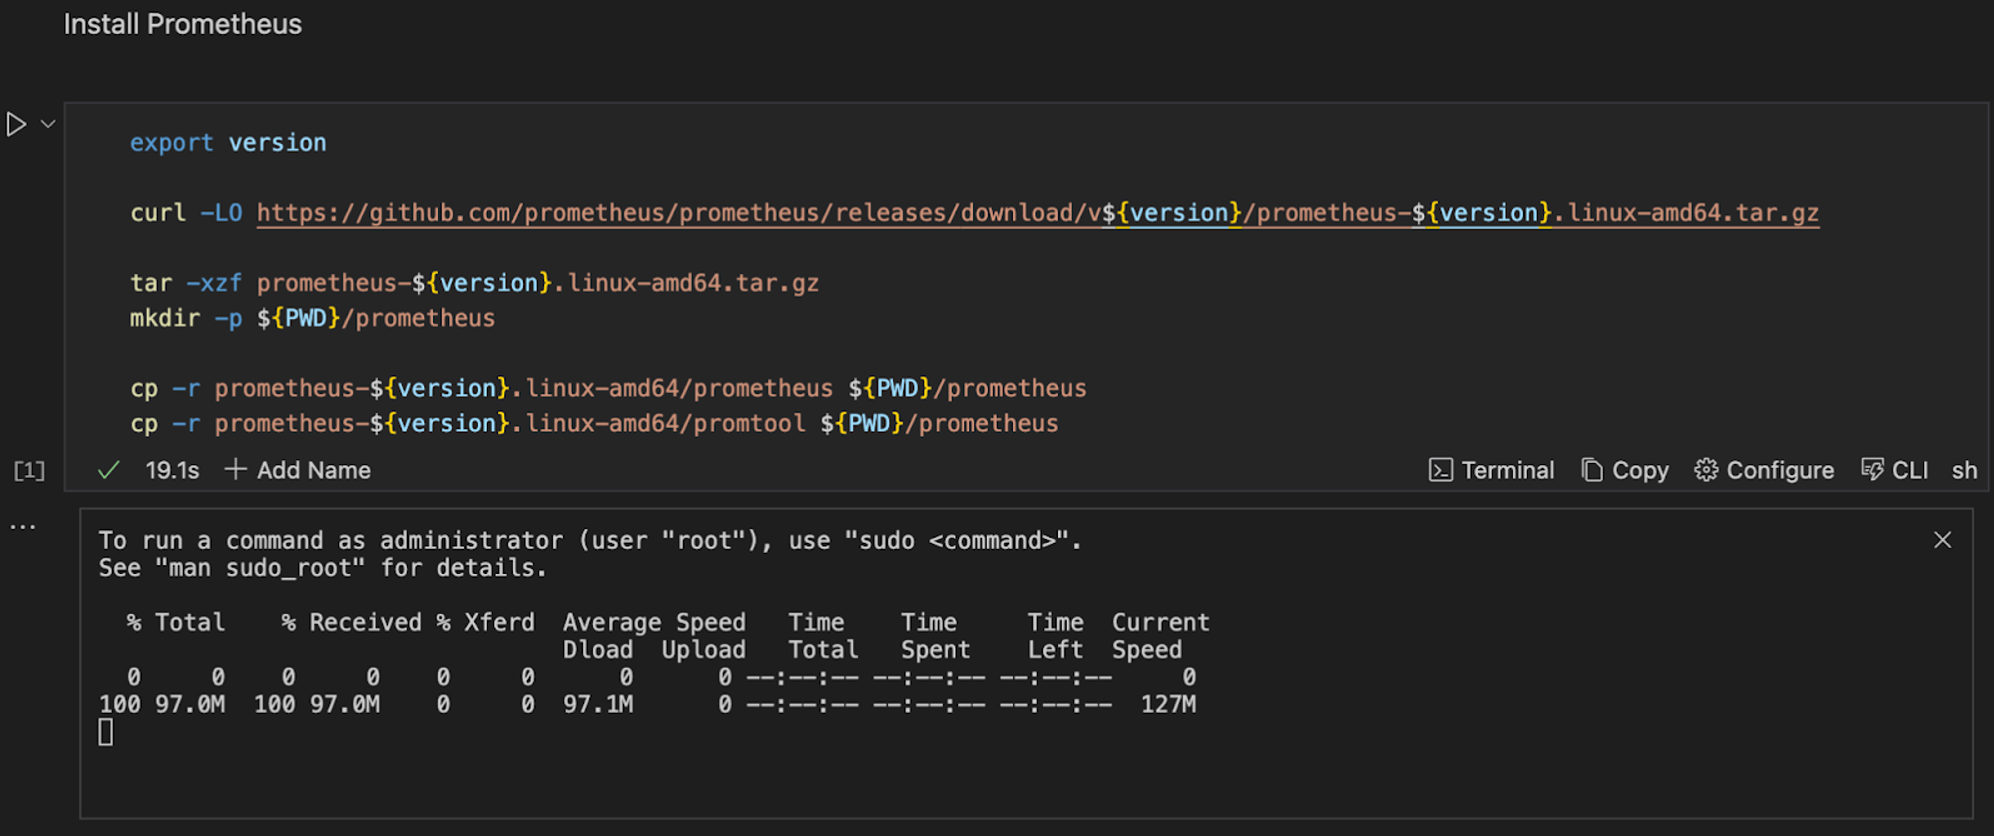 Install Prometheus
export version
curl -LO https://github.com/prometheus/prometheus/releases/download/v${version}/prometheus-${version}.linux-amd64.tar.gz
tar -xzf prometheus-${version}.linux-amd64.tar.gz
mkdir -p ${PWD}/prometheus
cp -r prometheus-${version}.linux-amd64/prometheus ${PWD}/prometheus
cp -r prometheus-${version}.linux-amd64/promtool ${PWD}/prometheus
[1] ✓ 19.1s + Add Name Terminal Copy Configure CLI sh
...
To run a command as administrator (user "root"), use "sudo <command>".
See "man sudo_root" for details.
% Total % Received % Xferd Average Speed Time Time Time Current
Dload Upload Total Spent Left Speed
0 0 0 0 0 0 0 0 --:--:-- --:--:-- --:--:-- 0
100 97.0M 100 97.0M 0 0 97.1M 0 --:--:-- --:--:-- --:--:-- 127M